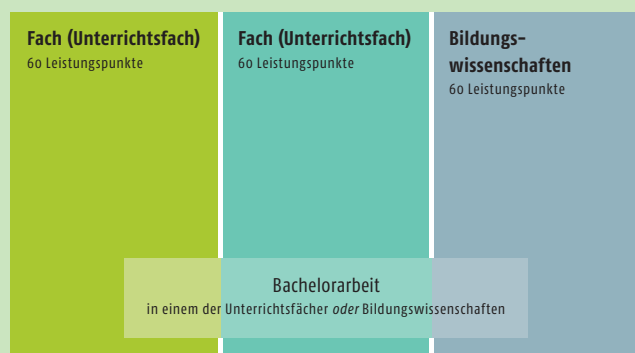 Fach (Unterrichtsfach)
60 Leistungspunkte
Fach (Unterrichtsfach)
60 Leistungspunkte
Bildungs-
wissenschaften
60 Leistungspunkte
Bachelorarbeit
in einem der Unterrichtsfächer oder Bildungswissenschaften